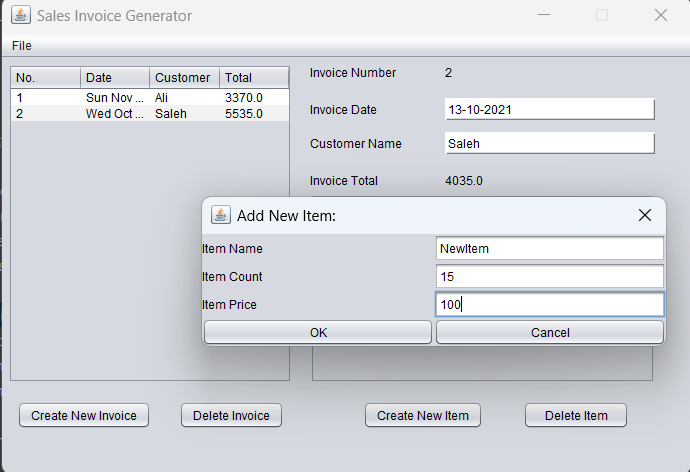 Sales Invoice Generator
File
No. Date Customer Total
1 Sun Nov ... Ali 3370.0
2 Wed Oct ... Saleh 5535.0
Invoice Number 2
Invoice Date 13-10-2021
Customer Name Saleh
Invoice Total 4035.0
Add New Item:
Item Name NewItem
Item Count 15
Item Price 100
OK Cancel
Create New Invoice Delete Invoice Create New Item Delete Item